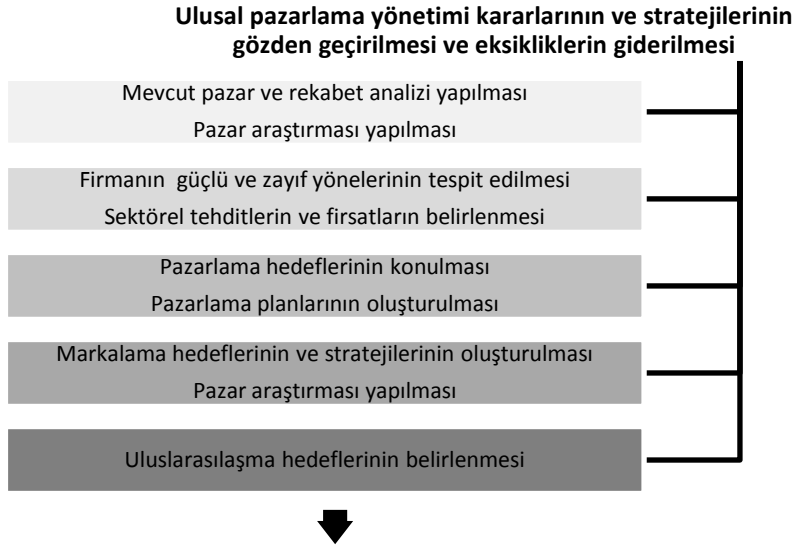 Ulusal pazarlama yönetimi kararlarının ve stratejilerinin
gözden geçirilmesi ve eksikliklerin giderilmesi
Mevcut pazar ve rekabet analizi yapılması
Pazar araştırması yapılması
Firmanın güçlü ve zayıf yönelerinin tespit edilmesi
Sektörel tehditlerin ve firsatların belirlenmesi
Pazarlama hedeflerinin konulması
Pazarlama planlarının oluşturulması
Markalama hedeflerinin ve stratejilerinin oluşturulması
Pazar araştırması yapılması
Uluslarasılaşma hedeflerinin belirlenmesi